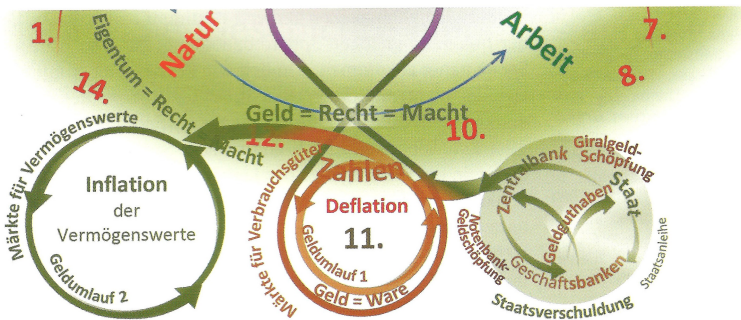 1.
Natur
Arbeit
7.
8.
14.
Eigentum = Recht = Macht
Geld = Recht = Macht
12.
10.
Märkte für Vermögenswerte
Inflation
der
Vermögenswerte
Geldumlauf 2
Märkte für Verbrauchsgüter
Zahlen
Deflation
11.
Geldumlauf 1
Geld = Ware
Giralgeld-
Schöpfung
Zentralbank
Staat
Geldguthaben
Notenbank-
Geldschöpfung
Geschäftsbanken
Staatsanleihe
Staatsverschuldung